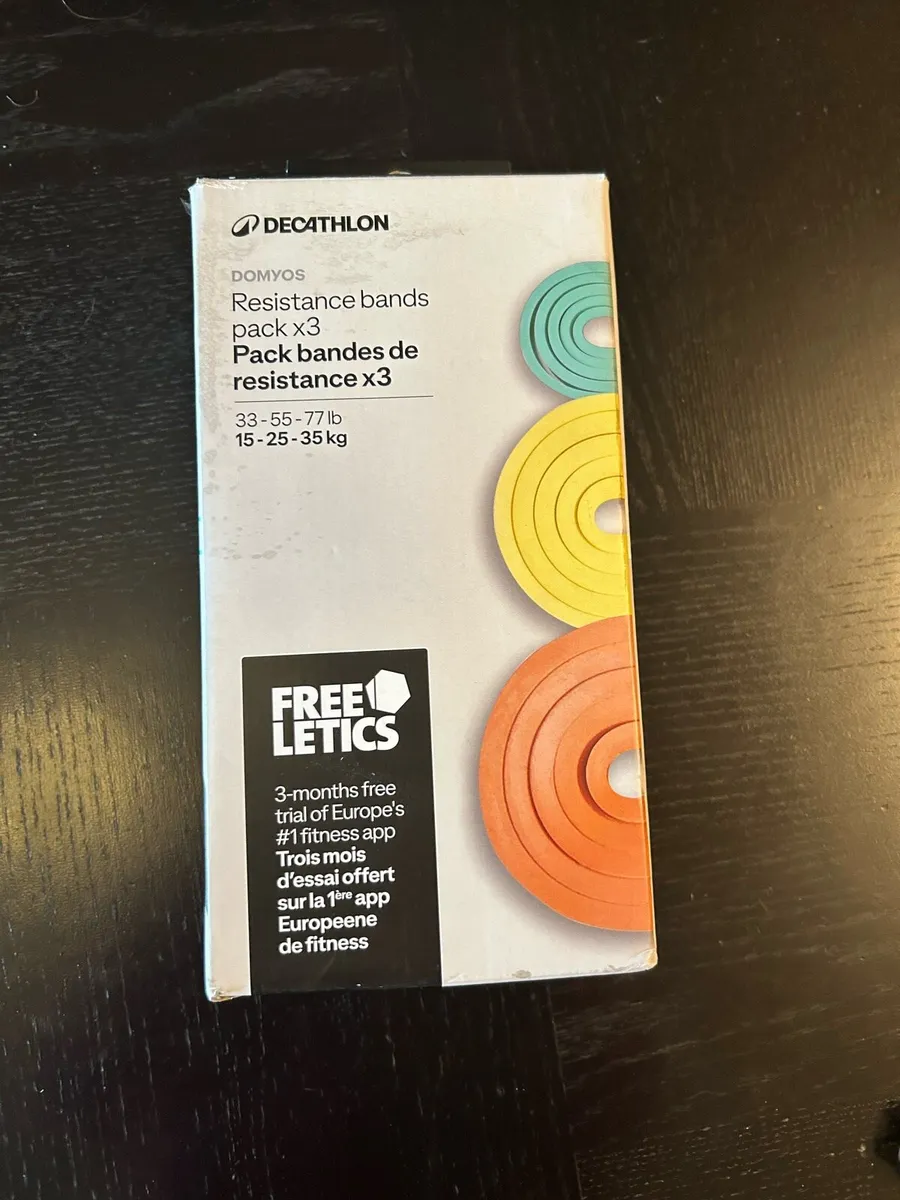 DECATHLON
DOMYOS
Resistance bands
pack x3
Pack bandes de
resistance x3
33 - 55 - 77 lb
15 - 25 - 35 kg
FREE
LETICS
3-months free
trial of Europe's
#1 fitness app
Trois mois
d'essai offert
sur la 1ère app
Europeene
de fitness